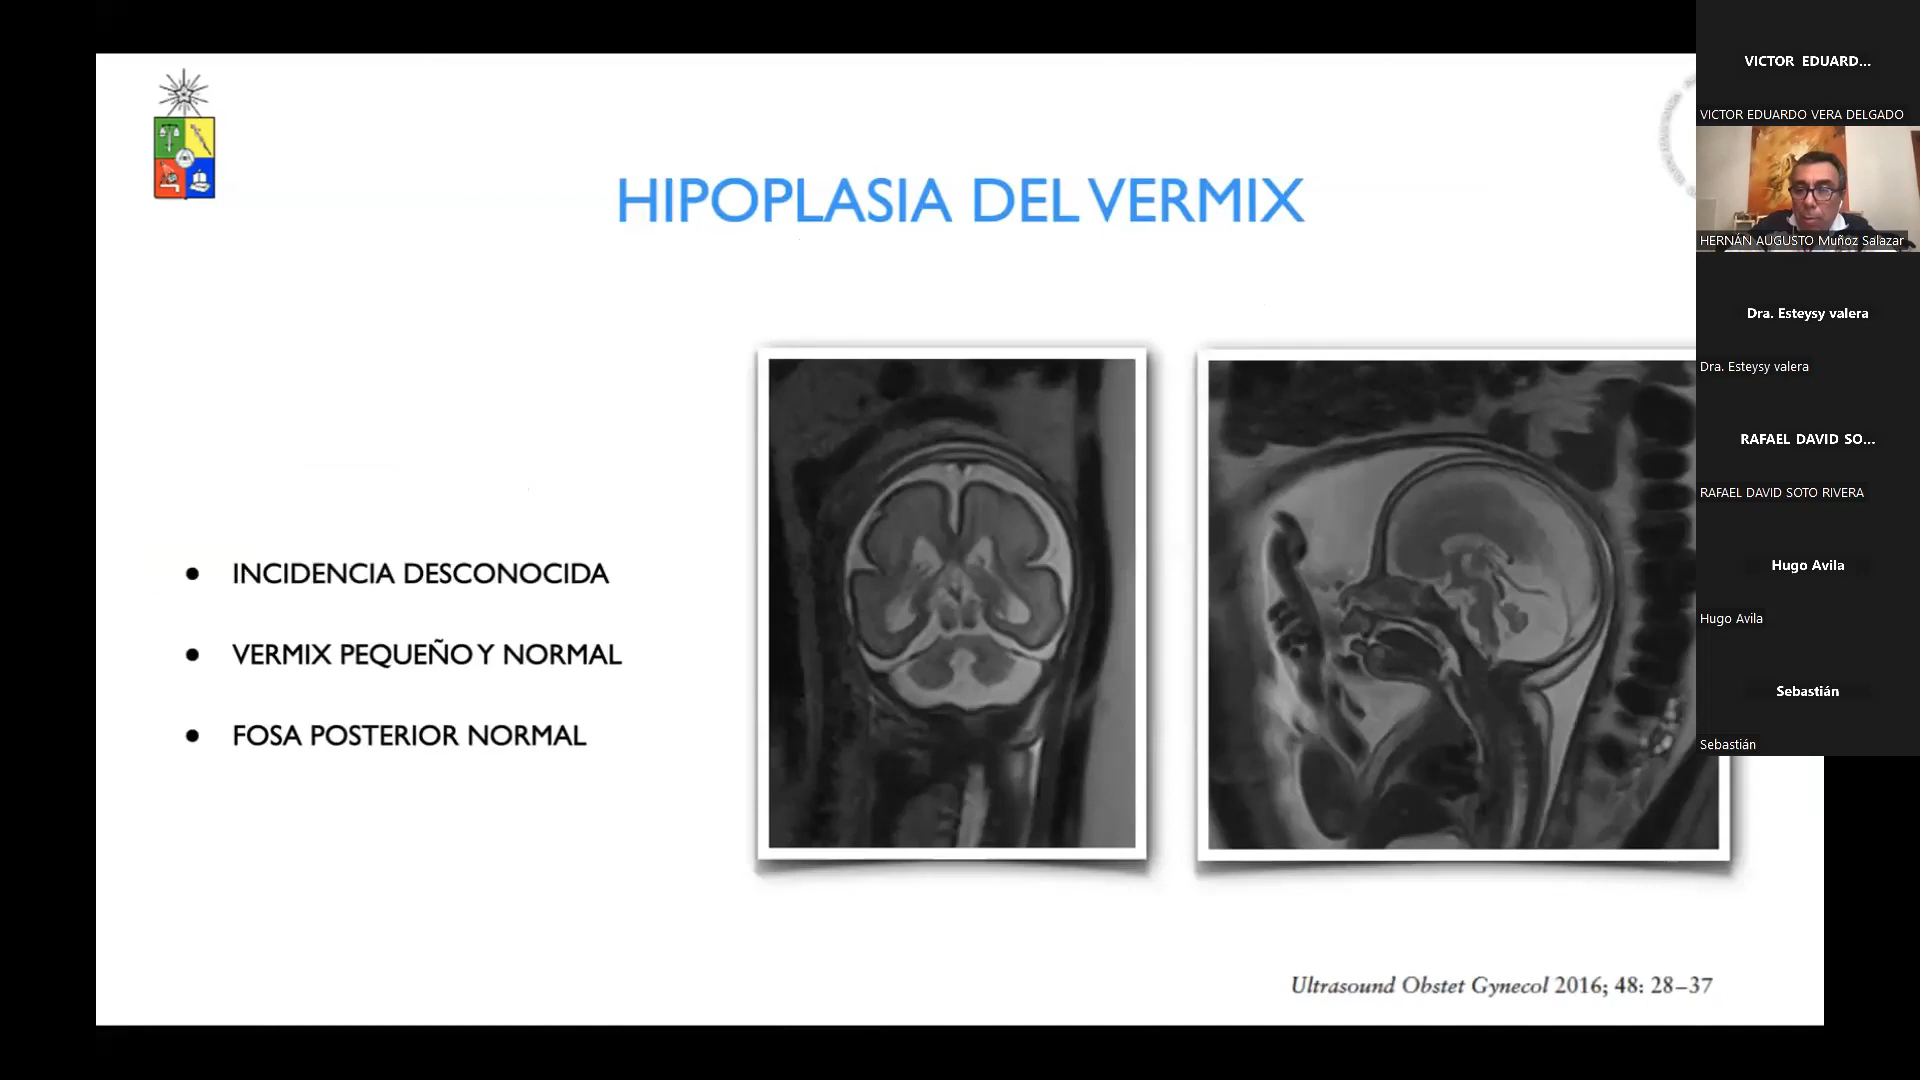 HIPOPLASIA DEL VERMIX
INCIDENCIA DESCONOCIDA
VERMIX PEQUEÑO Y NORMAL
FOSA POSTERIOR NORMAL
Ultrasound Obstet Gynecol 2016; 48: 28–37
VICTOR EDUARD...
VICTOR EDUARDO VERA DELGADO
HERNÁN AUGUSTO Muñoz Salazar
Dra. Esteysy valera
Dra. Esteysy valera
RAFAEL DAVID SO...
RAFAEL DAVID SOTO RIVERA
Hugo Avila
Hugo Avila
Sebastián
Sebastián